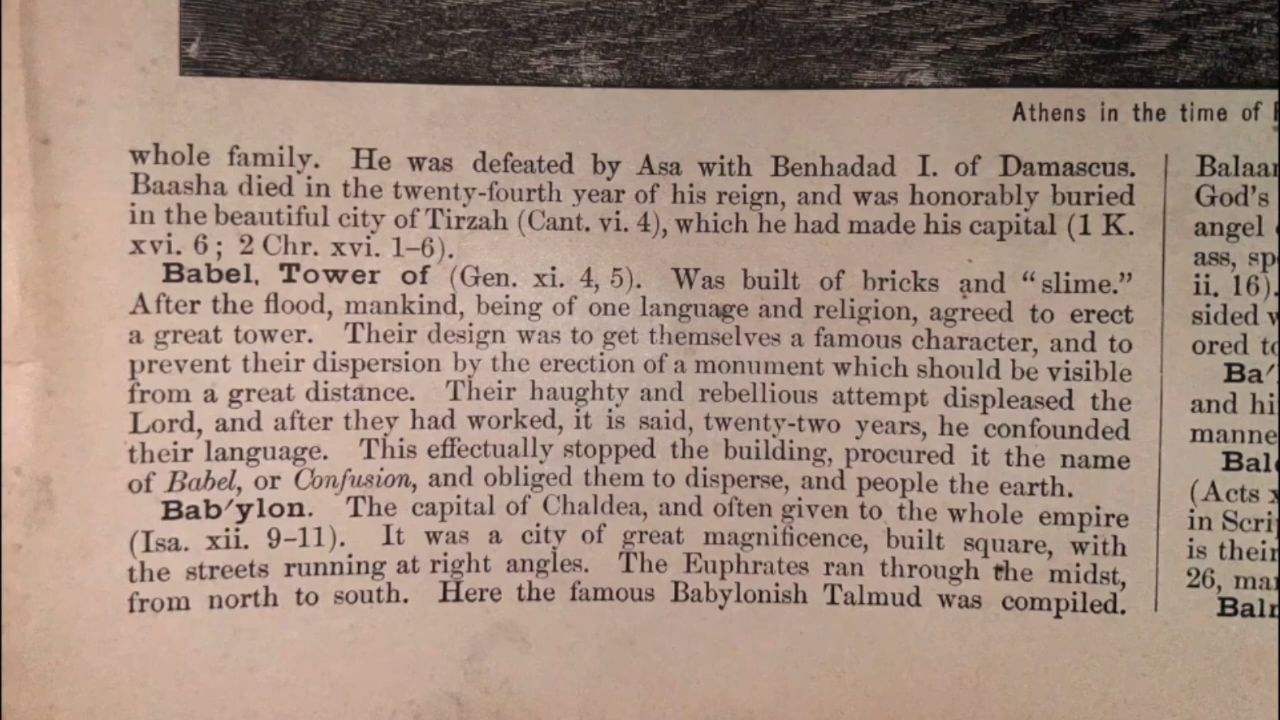 Athens in the time of
whole family. He was defeated by Asa with Benhadad I. of Damascus.
Baasha died in the twenty-fourth year of his reign, and was honorably buried
in the beautiful city of Tirzah (Cant. vi. 4), which he had made his capital (1 K.
xvi. 6; 2 Chr. xvi. 1–6).
Babel, Tower of (Gen. xi. 4, 5). Was built of bricks and “slime.”
After the flood, mankind, being of one language and religion, agreed to erect
a great tower. Their design was to get themselves a famous character, and to
prevent their dispersion by the erection of a monument which should be visible
from a great distance. Their haughty and rebellious attempt displeased the
Lord, and after they had worked, it is said, twenty-two years, he confounded
their language. This effectually stopped the building, procured it the name
of Babel, or Confusion, and obliged them to disperse, and people the earth.
Bab′ylon. The capital of Chaldea, and often given to the whole empire
(Isa. xii. 9–11). It was a city of great magnificence, built square, with
the streets running at right angles. The Euphrates ran through the midst,
from north to south. Here the famous Babylonish Talmud was compiled.
God's
angel
ass,
ii. 16).
sided
ored
Ba′
and
(Acts
in
is
26,